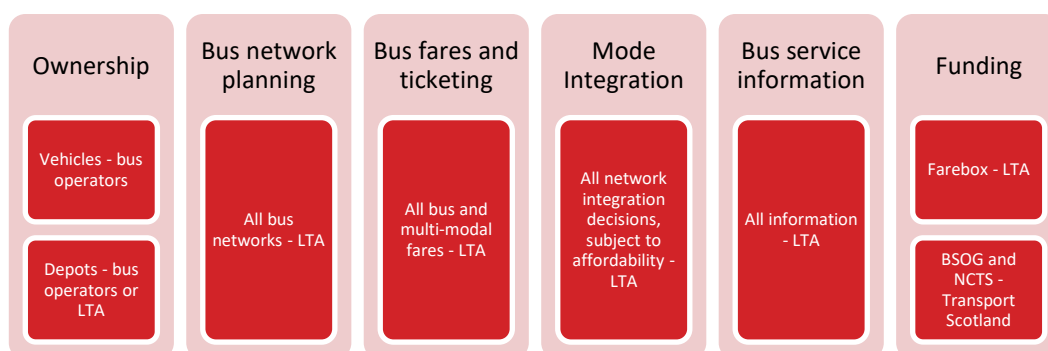 Ownership
Vehicles - bus
operators
Depots - bus
operators or
LTA
Bus network
planning
All bus
networks - LTA
Bus fares and
ticketing
All bus and
multi-modal
fares - LTA
Mode
Integration
All network
integration
decisions,
subject to
affordability -
LTA
Bus service
information
All information
- LTA
Funding
Farebox - LTA
BSOG and
NCTS -
Transport
Scotland